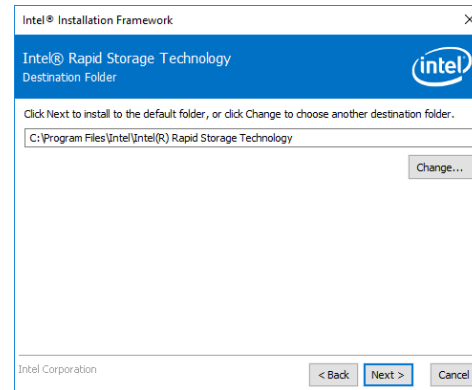 Intel® Installation Framework
Intel® Rapid Storage Technology
Destination Folder
intel
Click Next to install to the default folder, or click Change to choose another destination folder.
C:\Program Files\Intel\Intel(R) Rapid Storage Technology
Change...
Intel Corporation
< Back
Next >
Cancel